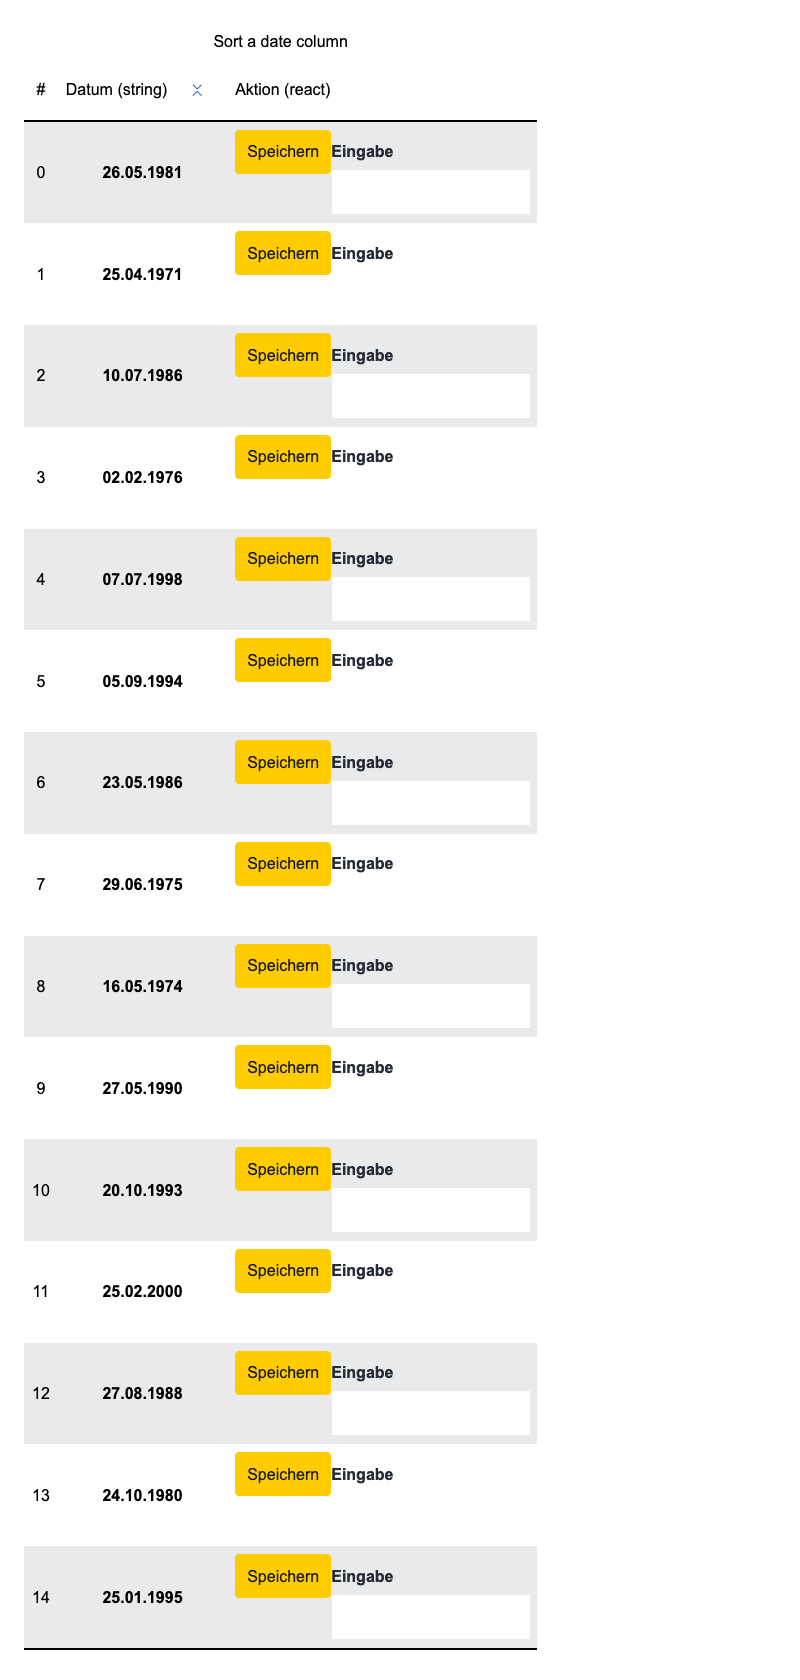 Sort a date column
# Datum (string) Aktion (react)
0 26.05.1981 Speichern Eingabe
1 25.04.1971 Speichern Eingabe
2 10.07.1986 Speichern Eingabe
3 02.02.1976 Speichern Eingabe
4 07.07.1998 Speichern Eingabe
5 05.09.1994 Speichern Eingabe
6 23.05.1986 Speichern Eingabe
7 29.06.1975 Speichern Eingabe
8 16.05.1974 Speichern Eingabe
9 27.05.1990 Speichern Eingabe
10 20.10.1993 Speichern Eingabe
11 25.02.2000 Speichern Eingabe
12 27.08.1988 Speichern Eingabe
13 24.10.1980 Speichern Eingabe
14 25.01.1995 Speichern Eingabe